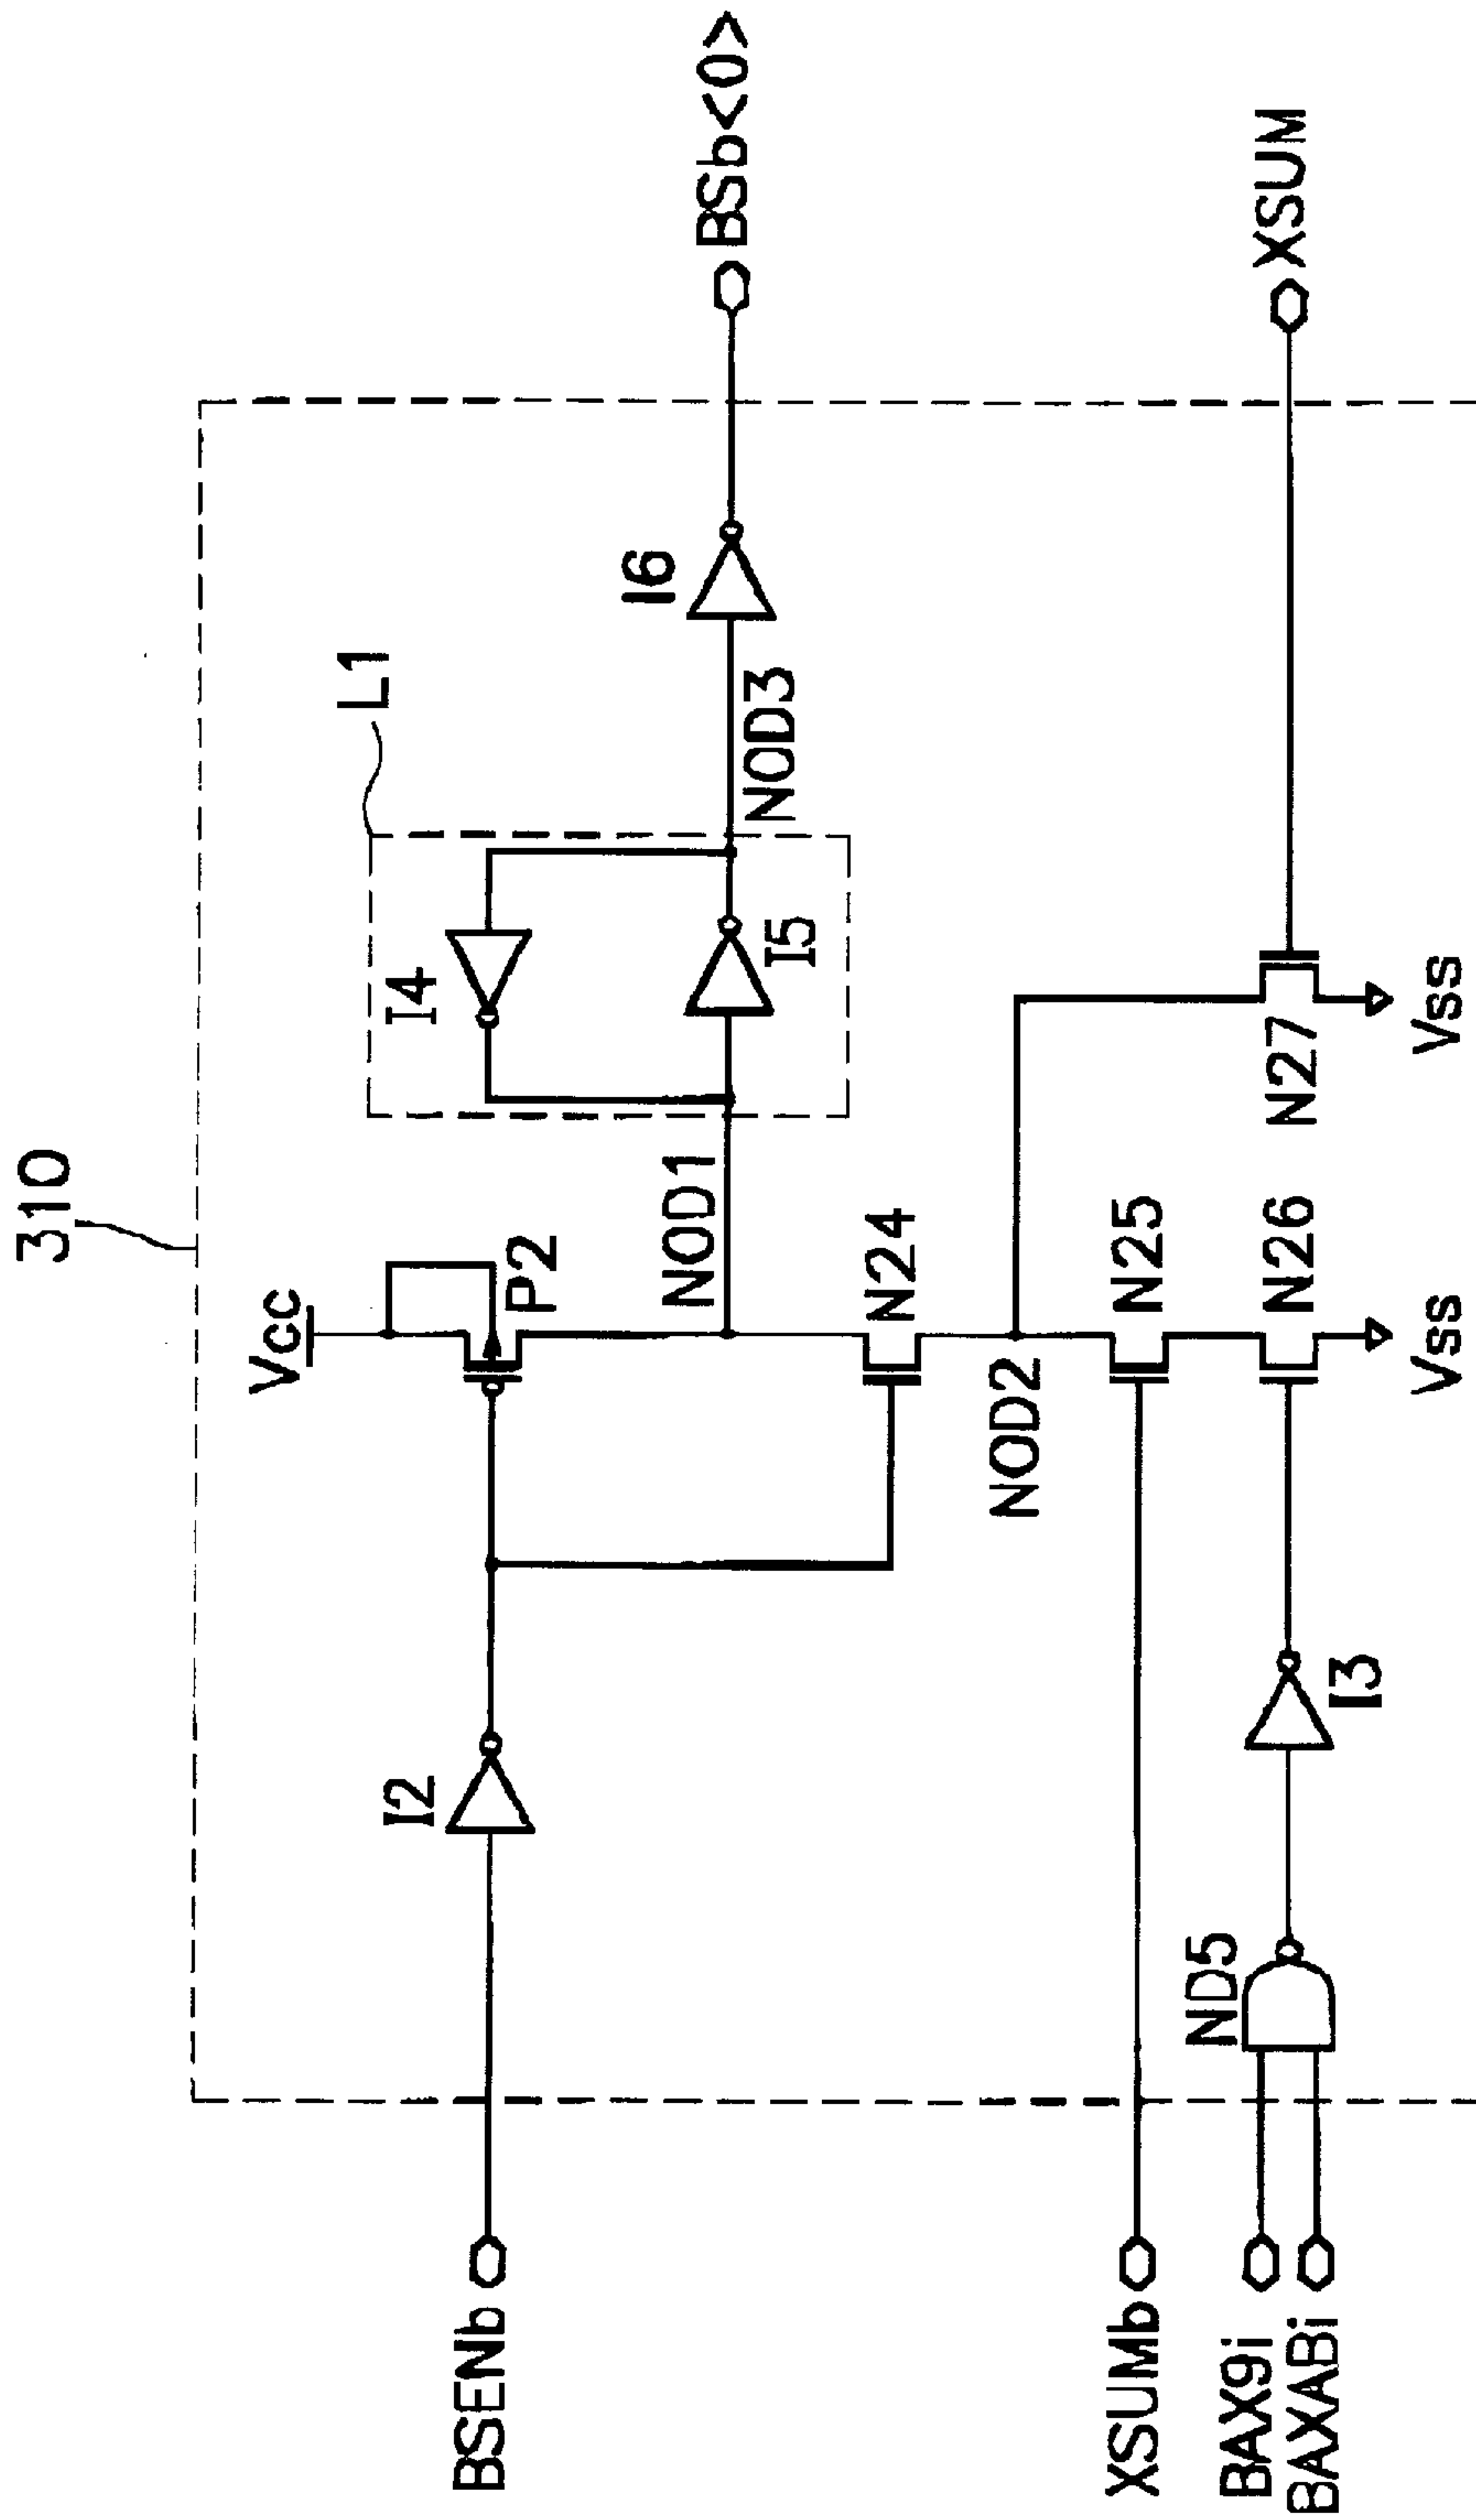 310
Vcc
L1
I2
P2
I4
I6
BSENb
NOD1
I5
NOD3
BSb<0>
N24
NOD2
XSUMb
N25
ND5
BAX9i
BAXABi
I3
N26
N27
XSUM
Vss
Vss